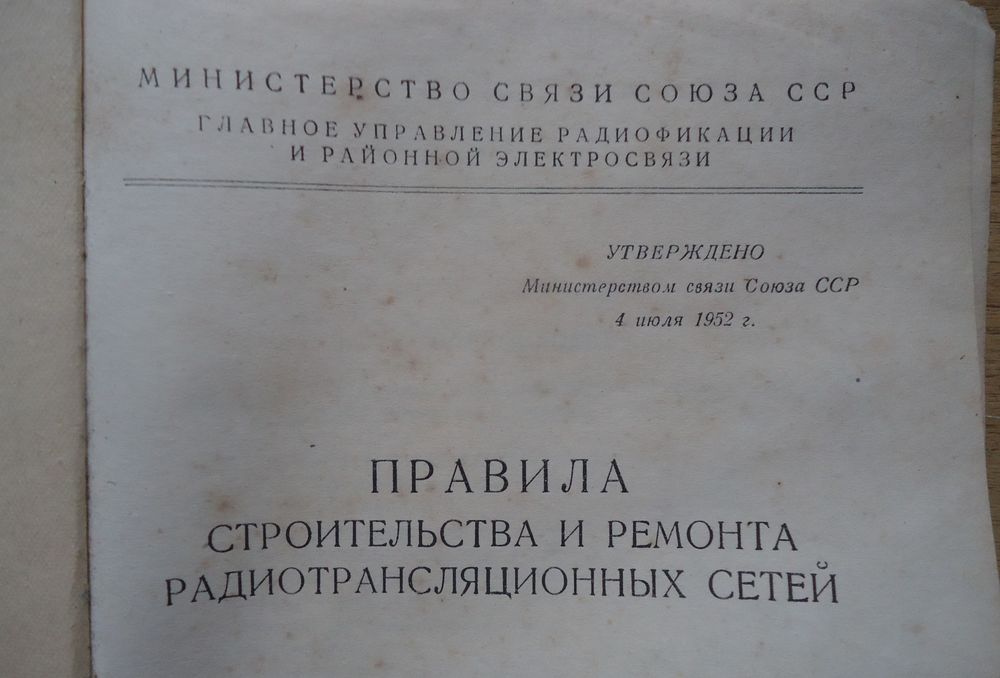 МИНИСТЕРСТВО СВЯЗИ СОЮЗА ССР
ГЛАВНОЕ УПРАВЛЕНИЕ РАДИОФИКАЦИИ
И РАЙОННОЙ ЭЛЕКТРОСВЯЗИ
УТВЕРЖДЕНО
Министерством связи Союза ССР
4 июля 1952 г.
ПРАВИЛА
СТРОИТЕЛЬСТВА И РЕМОНТА
РАДИОТРАНСЛЯЦИОННЫХ СЕТЕЙ